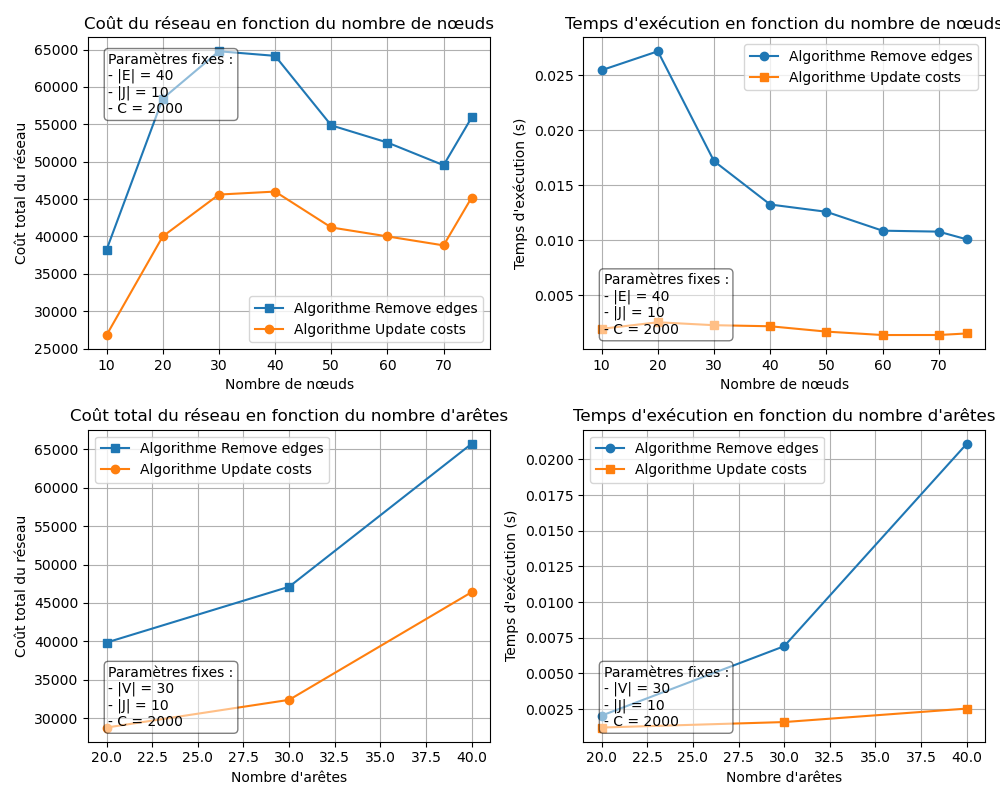 Coût du réseau en fonction du nombre de nœuds
65000
60000
55000
50000
45000
40000
35000
30000
25000
Coût total du réseau
Paramètres fixes :
- |E| = 40
- |J| = 10
- C = 2000
Algorithme Remove edges
Algorithme Update costs
10 20 30 40 50 60 70
Nombre de nœuds
Temps d'exécution en fonction du nombre de nœuds
0.025
0.020
0.015
0.010
0.005
Temps d'exécution (s)
Algorithme Remove edges
Algorithme Update costs
Paramètres fixes :
- |E| = 40
- |J| = 10
- C = 2000
10 20 30 40 50 60 70
Nombre de nœuds
Coût total du réseau en fonction du nombre d'arêtes
65000
60000
55000
50000
45000
40000
35000
30000
Coût total du réseau
Algorithme Remove edges
Algorithme Update costs
Paramètres fixes :
- |V| = 30
- |J| = 10
- C = 2000
20.0 22.5 25.0 27.5 30.0 32.5 35.0 37.5 40.0
Nombre d'arêtes
Temps d'exécution en fonction du nombre d'arêtes
0.0200
0.0175
0.0150
0.0125
0.0100
0.0075
0.0050
0.0025
Temps d'exécution (s)
Algorithme Remove edges
Algorithme Update costs
Paramètres fixes :
- |V| = 30
- |J| = 10
- C = 2000
20.0 22.5 25.0 27.5 30.0 32.5 35.0 37.5 40.0
Nombre d'arêtes